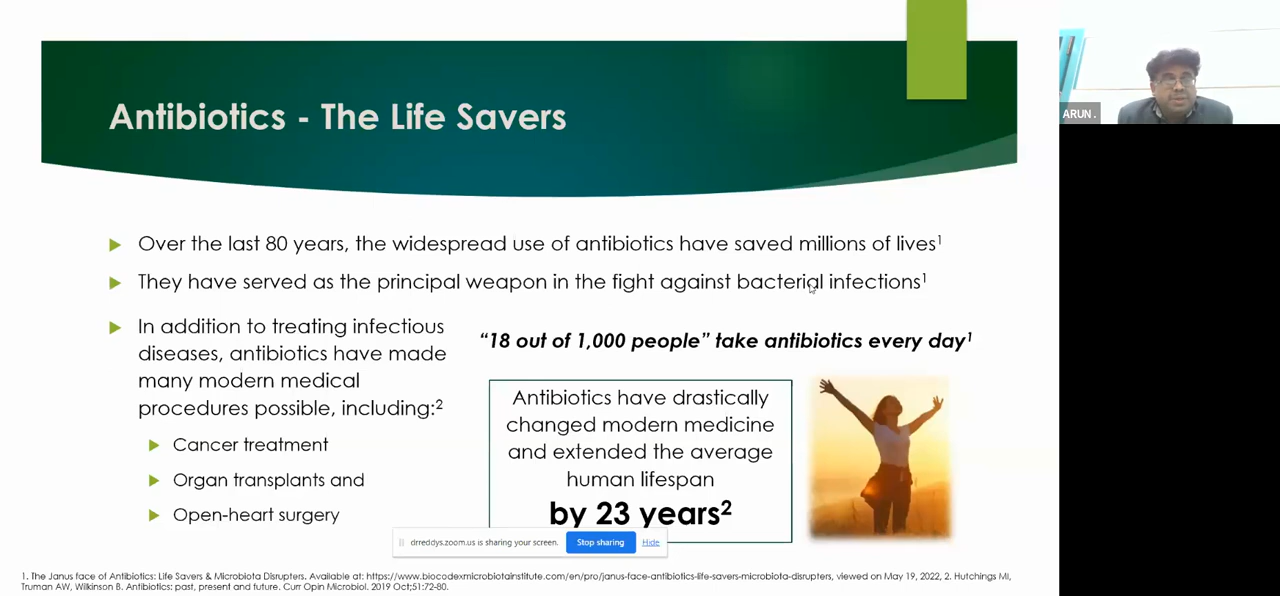 Antibiotics - The Life Savers
ARUN .
Over the last 80 years, the widespread use of antibiotics have saved millions of lives1
They have served as the principal weapon in the fight against bacterial infections1
In addition to treating infectious
diseases, antibiotics have made
many modern medical
procedures possible, including:2
Cancer treatment
Organ transplants and
Open-heart surgery
“18 out of 1,000 people” take antibiotics every day1
Antibiotics have drastically
changed modern medicine
and extended the average
human lifespan
by 23 years2
drreddys.zoom.us is sharing your screen.
Stop sharing
Hide
1. The Janus face of Antibiotics: Life Savers & Microbiota Disrupters. Available at: https://www.biocodexmicrobiotainstitute.com/en/pro/janus-face-antibiotics-life-savers-microbiota-disrupters, viewed on May 19, 2022, 2. Hutchings MI,
Truman AW, Wilkinson B. Antibiotics: past, present and future. Curr Opin Microbiol. 2019 Oct;51:72-80.